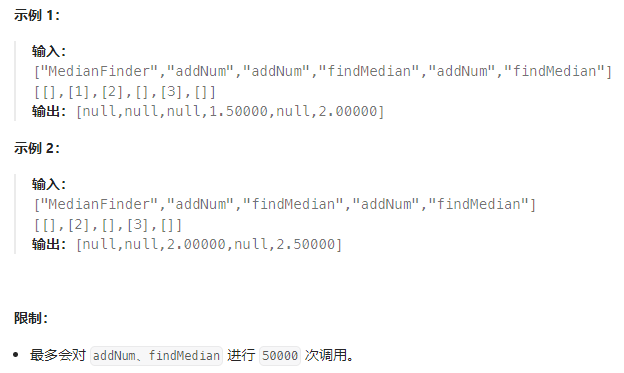 示例 1：
输入：
["MedianFinder","addNum","addNum","findMedian","addNum","findMedian"]
[[],[1],[2],[],[3],[]]
输出：[null,null,null,1.50000,null,2.00000]
示例 2：
输入：
["MedianFinder","addNum","findMedian","addNum","findMedian"]
[[],[2],[],[3],[]]
输出：[null,null,2.00000,null,2.50000]
限制：
• 最多会对 addNum、findMedian 进行 50000 次调用。